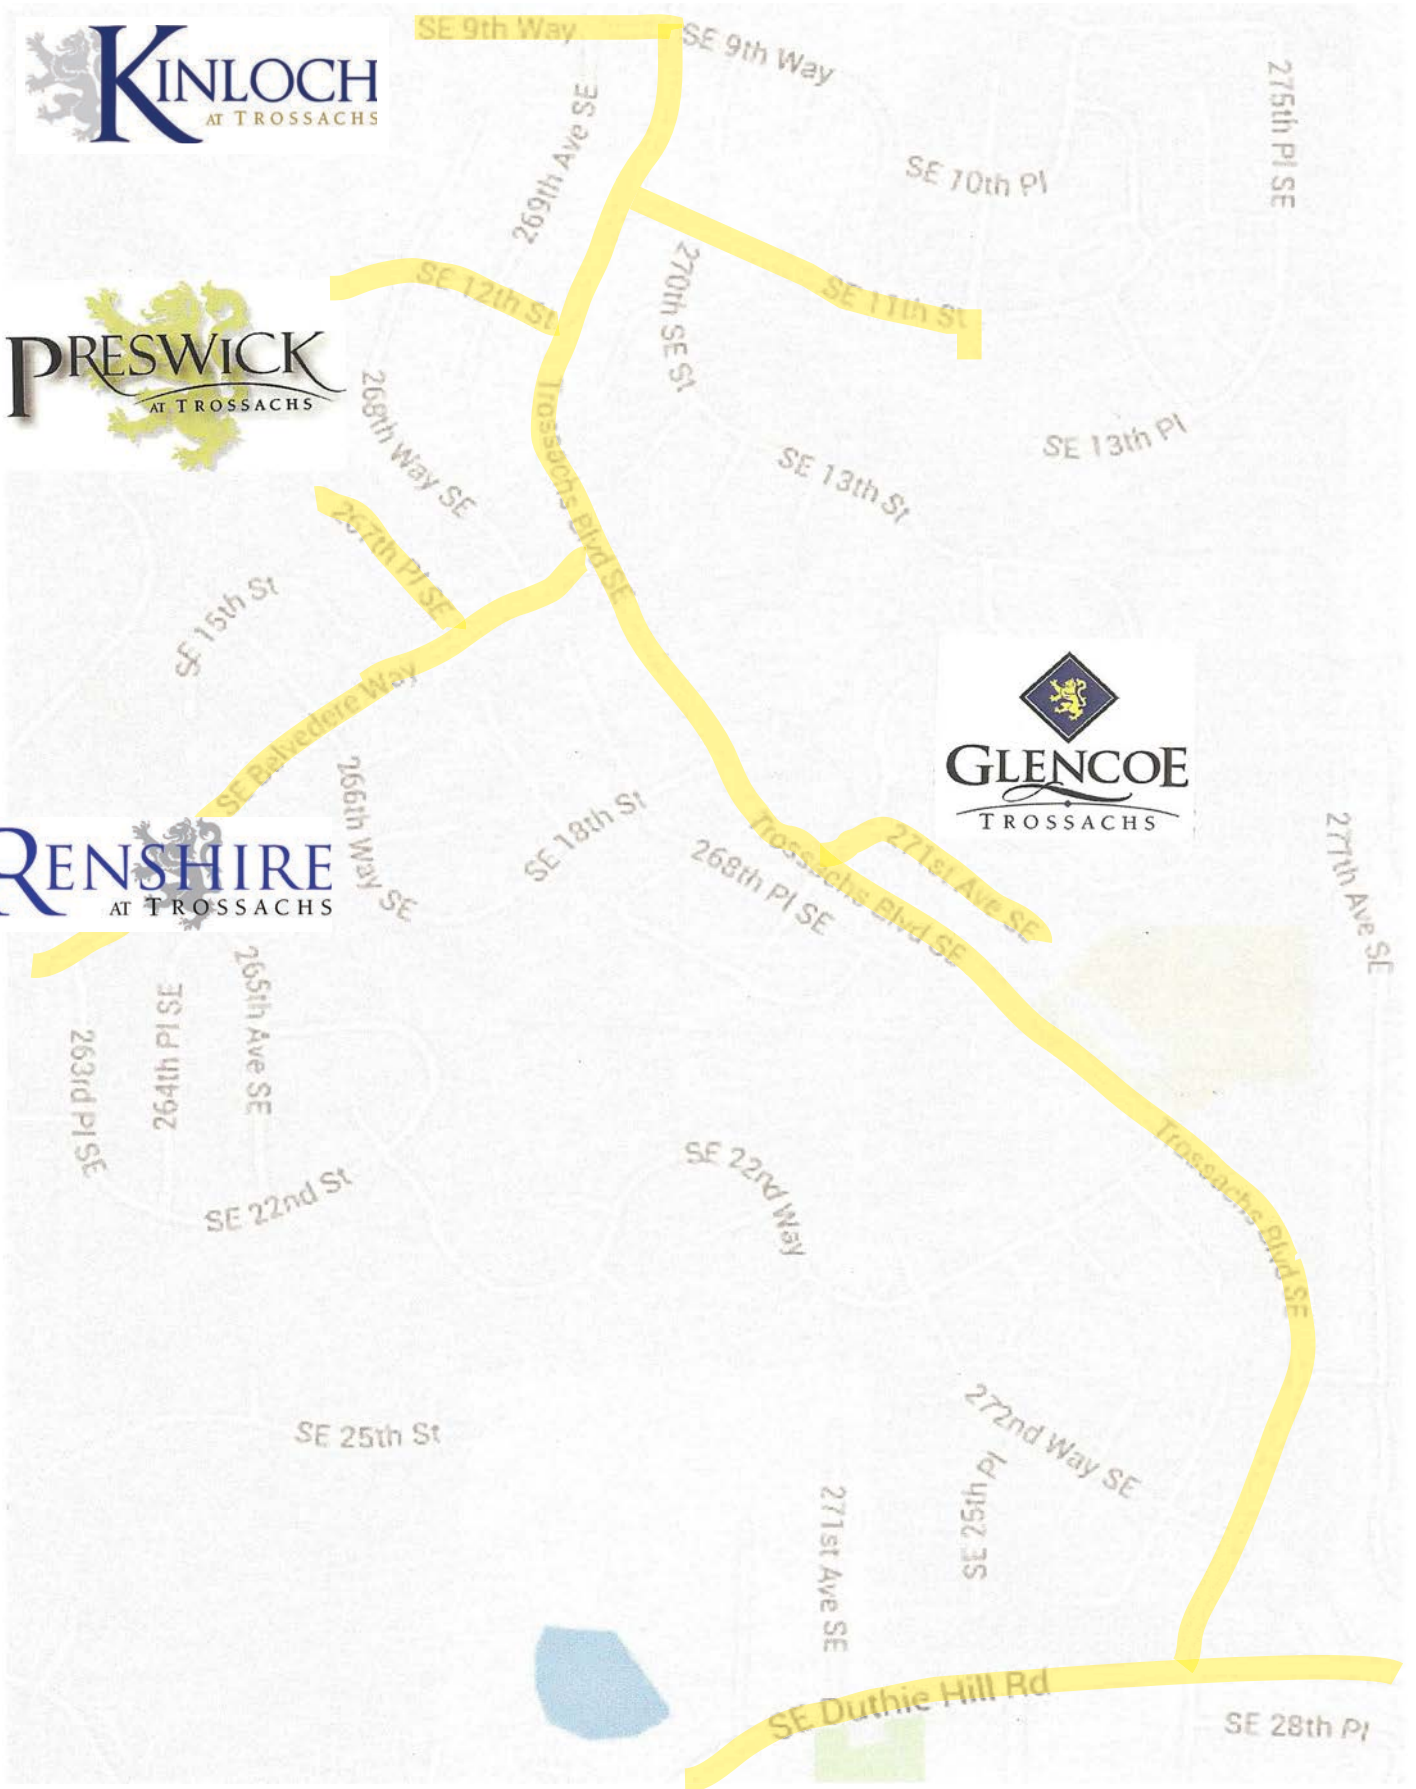 SE 9th Way
SE 9th Way
KINLOCH
AT TROSSACHS
269th Ave SE
SE 10th Pl
275th Pl SE
SE 12th St
270th SE St
SE 11th St
PRESWICK
AT TROSSACHS
268th Way SE
Trossachs Blvd SE
SE 13th St
SE 13th Pl
267th Pl SE
SE 15th St
SE Belvedere Way
GLENCOE
TROSSACHS
266th Way SE
SE 18th St
268th Pl SE
Trossachs Blvd SE
271st Ave SE
277th Ave SE
RENSHIRE
AT TROSSACHS
263rd Pl SE
264th Pl SE
265th Ave SE
SE 22nd St
SE 22nd Way
Trossachs Blvd SE
SE 25th St
272nd Way SE
SE 25th Pl
271st Ave SE
SE Duthie Hill Rd
SE 28th Pl